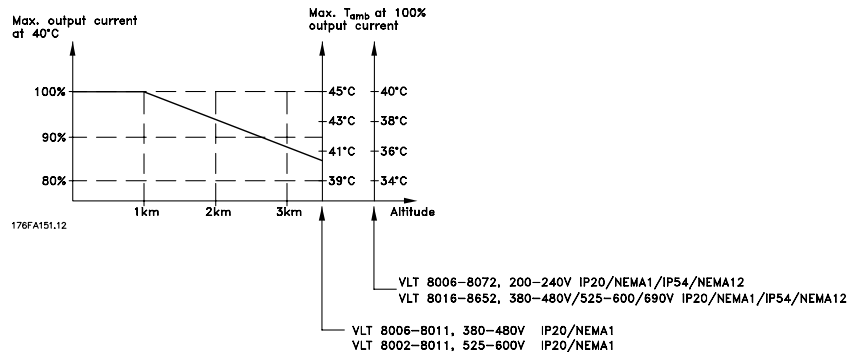 Max. output current
at 40°C
Max. Tamb at 100%
output current
100%
90%
80%
45°C
43°C
41°C
39°C
40°C
38°C
36°C
34°C
1km
2km
3km
Altitude
176FA151.12
VLT 8006-8072, 200-240V IP20/NEMA1/IP54/NEMA12
VLT 8016-8652, 380-480V/525-600/690V IP20/NEMA1/IP54/NEMA12
VLT 8006-8011, 380-480V IP20/NEMA1
VLT 8002-8011, 525-600V IP20/NEMA1